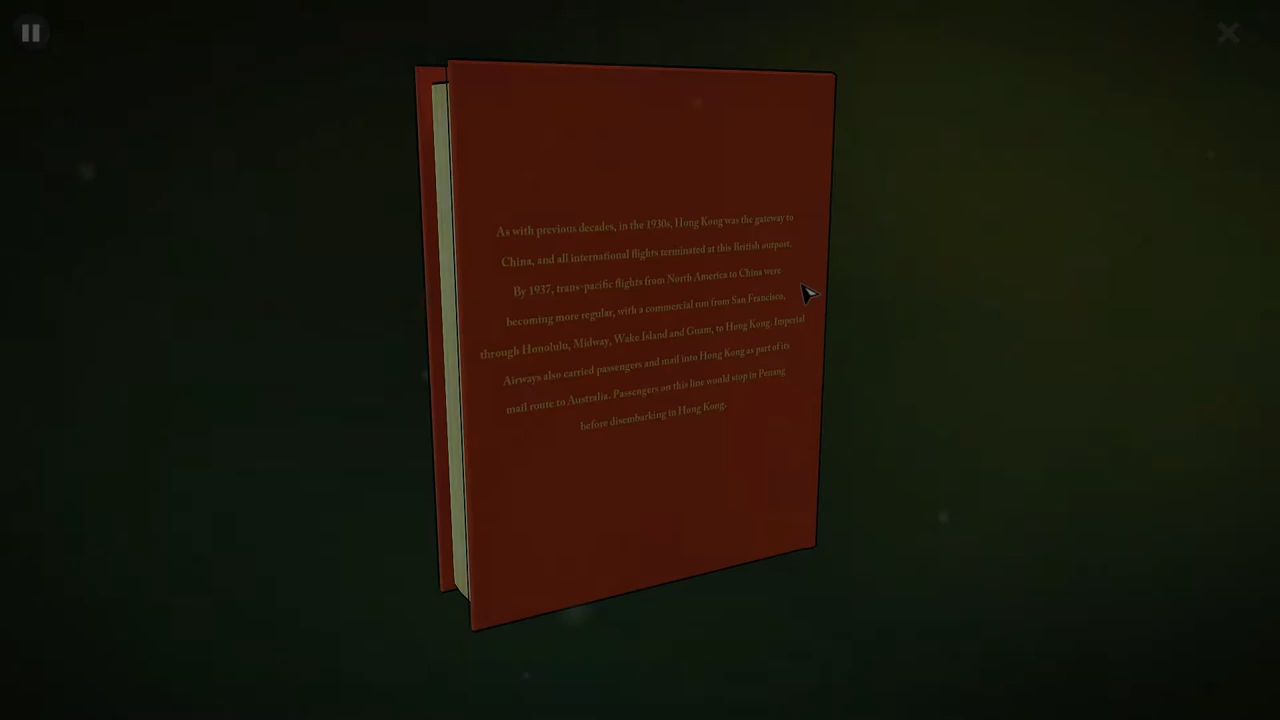 As with previous decades, in the 1930s, Hong Kong was the gateway to
China, and all international flights terminated at this British outpost.
By 1937, trans-pacific flights from North America to China were
becoming more regular, with a commercial run from San Francisco,
through Honolulu, Midway, Wake Island and Guam, to Hong Kong. Imperial
Airways also carried passengers and mail into Hong Kong as part of its
mail route to Australia. Passengers on this line would stop in Penang
before disembarking in Hong Kong.